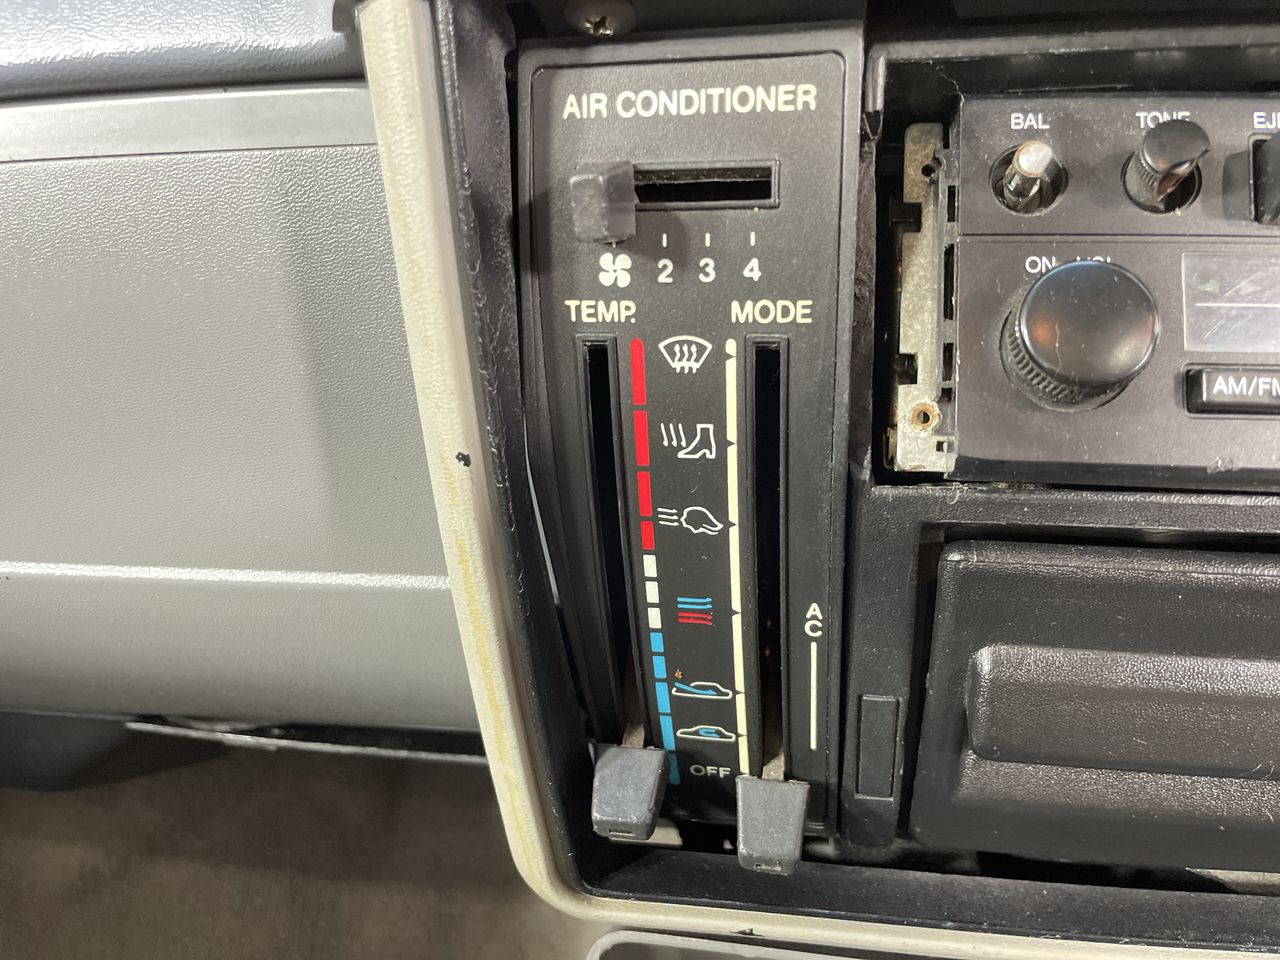 AIR CONDITIONER
2 3 4
TEMP. MODE
AC
OFF
BAL TONE
ON
AM/FM